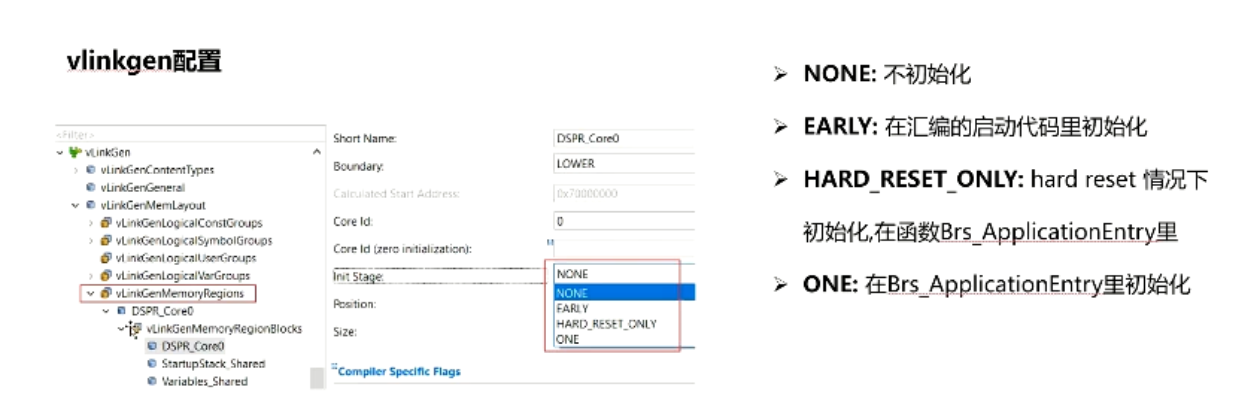 vlinkgen配置
<Filter>
vLinkGen
vLinkGenContentTypes
vLinkGenGeneral
vLinkGenMemLayout
vLinkGenLogicalConstGroups
vLinkGenLogicalSymbolGroups
vLinkGenLogicalUserGroups
vLinkGenLogicalVarGroups
vLinkGenMemoryRegions
DSPR_Core0
vLinkGenMemoryRegionBlocks
DSPR_Core0
StartupStack_Shared
Variables_Shared
Short Name: DSPR_Core0
Boundary: LOWER
Calculated Start Address: 0x70000000
Core Id: 0
Core Id (zero initialization):
Init Stage: NONE
NONE
EARLY
Position: HARD_RESET_ONLY
Size: ONE
Compiler Specific Flags
➢ NONE: 不初始化
➢ EARLY: 在汇编的启动代码里初始化
➢ HARD_RESET_ONLY: hard reset 情况下
初始化,在函数Brs_ApplicationEntry里
➢ ONE: 在Brs_ApplicationEntry里初始化